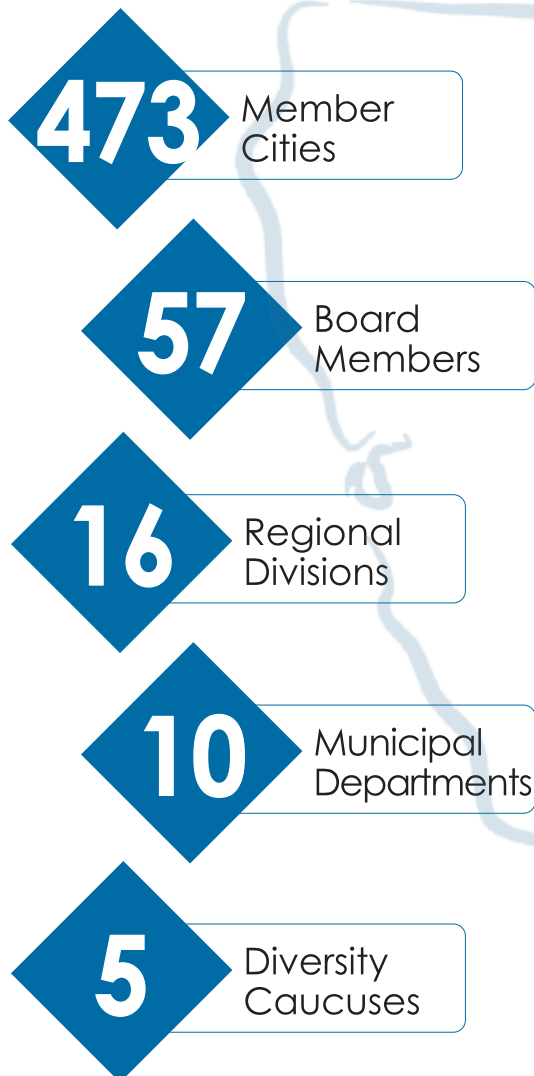 473
Member
Cities
57
Board
Members
16
Regional
Divisions
10
Municipal
Departments
5
Diversity
Caucuses